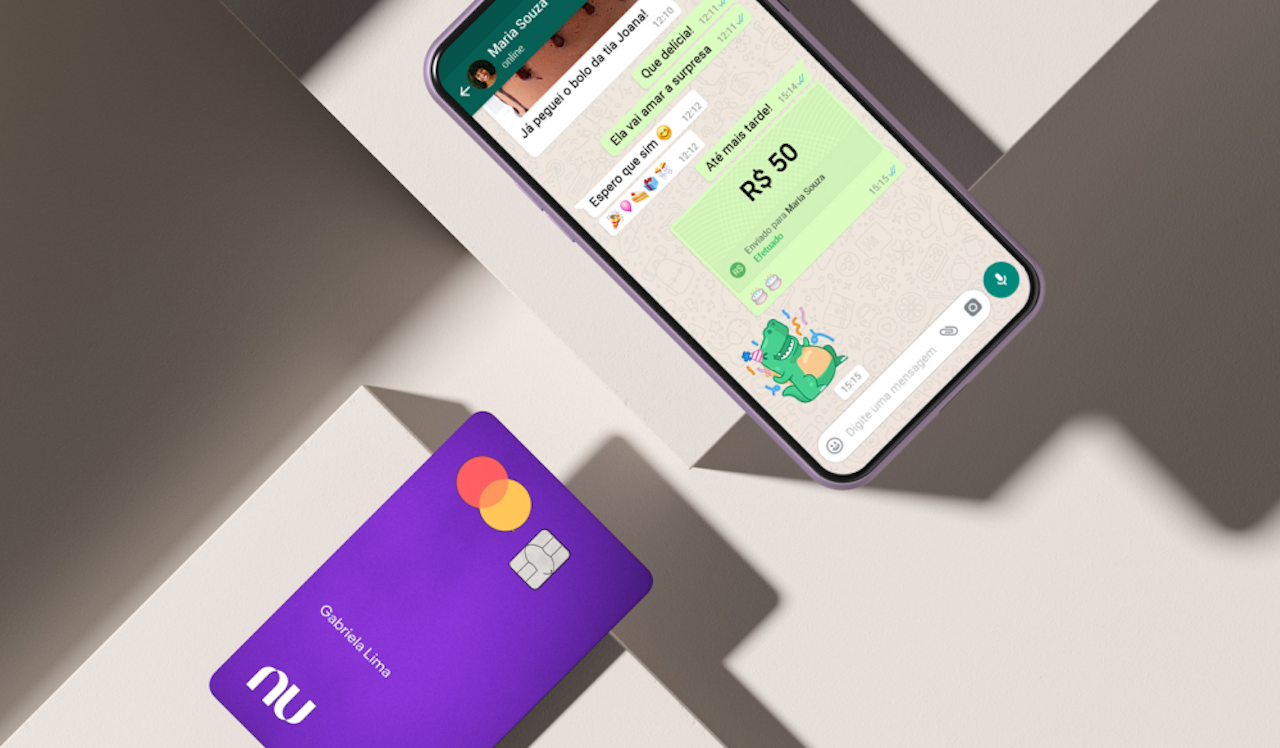 Maria Souza
online
Já peguei o bolo da tia Joana!
12:10
Que delícia!
12:11
Ela vai amar a surpresa
12:11
Espero que sim 😊
12:12
🎉🎈🍰🎁🎊
12:12
Até mais tarde!
15:14
R$ 50
Enviado para Maria Souza
R$
Efetuado
15:15
15:15
Digite uma mensagem
Gabriela Lima
nu